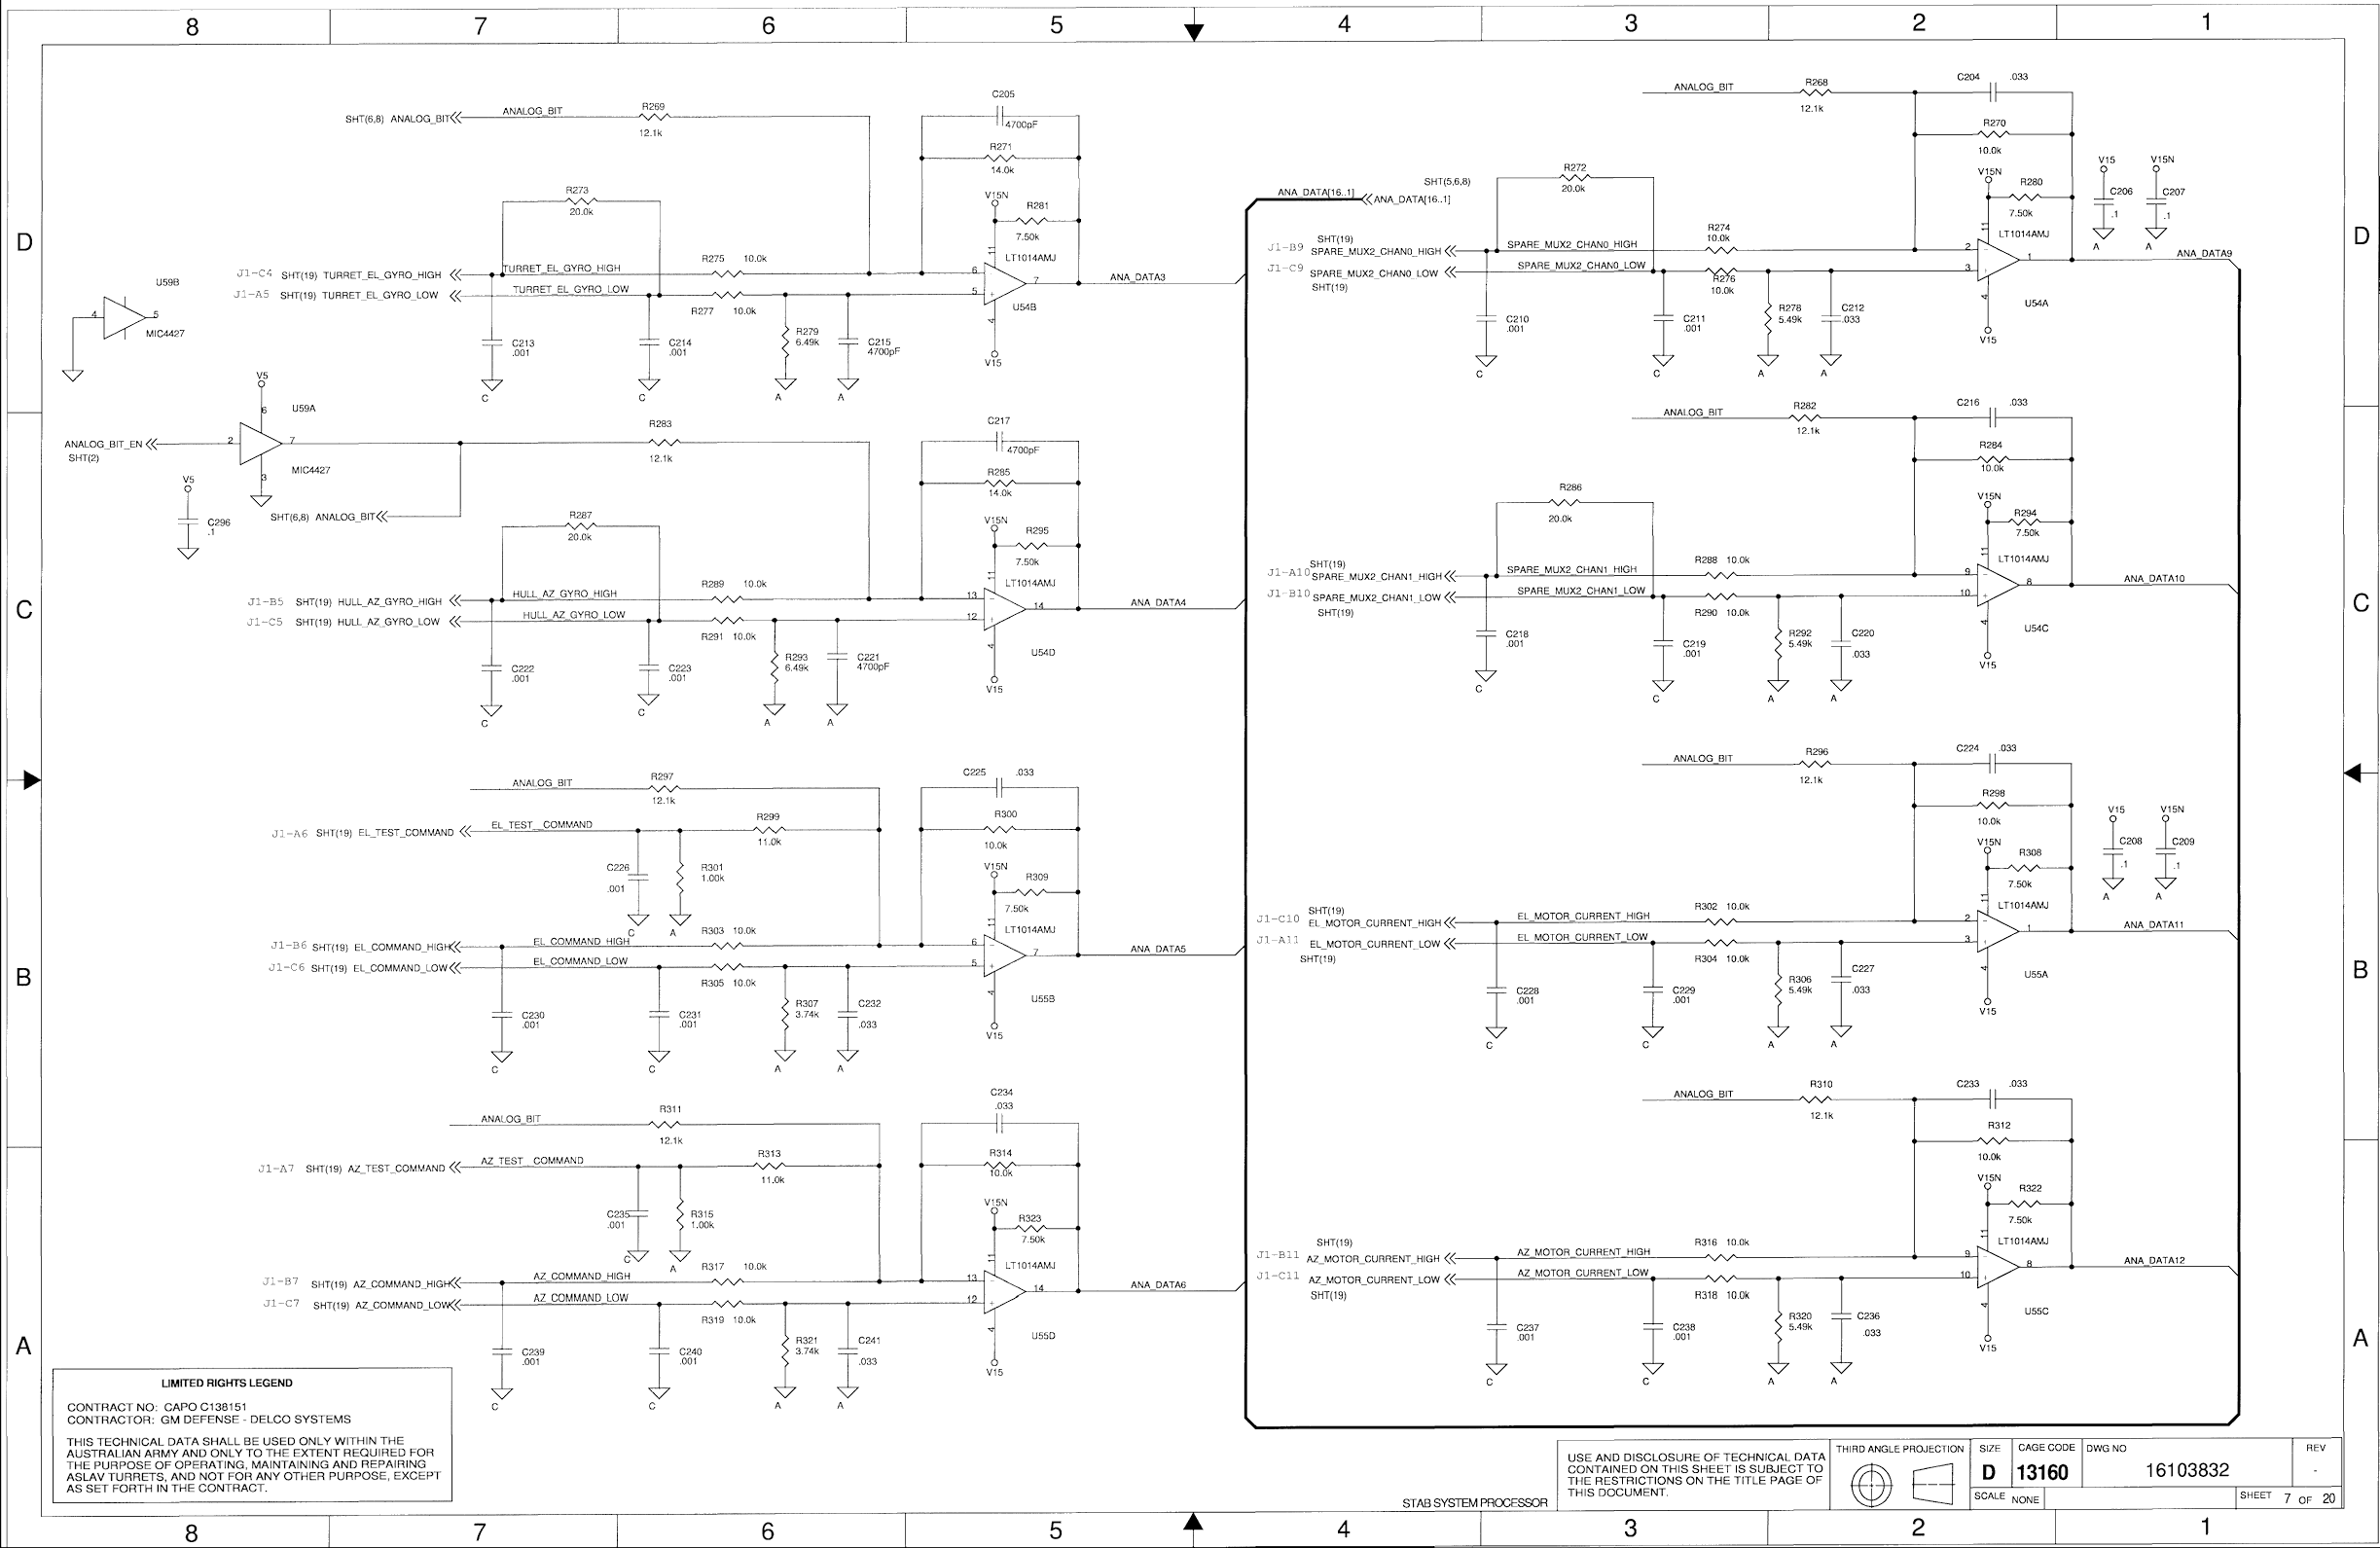 8 7 6 5 4 3 2 1
D
C
B
A
SHT(6,8) ANALOG_BIT
ANALOG_BIT
R269
12.1k
C205
4700pF
R271
14.0k
R273
20.0k
V15N
R281
7.50k
11
LT1014AMJ
J1-C4 SHT(19) TURRET_EL_GYRO_HIGH
TURRET_EL_GYRO_HIGH
R275 10.0k
6
7
ANA_DATA3
J1-A5 SHT(19) TURRET_EL_GYRO_LOW
TURRET_EL_GYRO_LOW
R277 10.0k
5
U54B
4
V15
C213
.001
C214
.001
R279
6.49k
C215
4700pF
C
C
A
A
U59B
4
5
MIC4427
V5
6
U59A
ANALOG_BIT_EN
SHT(2)
2
7
MIC4427
3
V5
C296
.1
SHT(6,8) ANALOG_BIT
R283
12.1k
C217
4700pF
R285
14.0k
R287
20.0k
V15N
R295
7.50k
11
LT1014AMJ
J1-B5 SHT(19) HULL_AZ_GYRO_HIGH
HULL_AZ_GYRO_HIGH
R289 10.0k
13
14
ANA_DATA4
J1-C5 SHT(19) HULL_AZ_GYRO_LOW
HULL_AZ_GYRO_LOW
R291 10.0k
12
U54D
4
V15
C222
.001
C223
.001
R293
6.49k
C221
4700pF
C
C
A
A
ANALOG_BIT
R297
12.1k
C225 .033
J1-A6 SHT(19) EL_TEST_COMMAND
EL_TEST_COMMAND
R299
11.0k
R300
10.0k
C226
.001
R301
1.00k
C
A
V15N
R309
7.50k
11
LT1014AMJ
J1-B6 SHT(19) EL_COMMAND_HIGH
EL_COMMAND_HIGH
R303 10.0k
6
7
ANA_DATA5
J1-C6 SHT(19) EL_COMMAND_LOW
EL_COMMAND_LOW
R305 10.0k
5
U55B
4
V15
C230
.001
C231
.001
R307
3.74k
C232
.033
C
C
A
A
ANALOG_BIT
R311
12.1k
C234
.033
J1-A7 SHT(19) AZ_TEST_COMMAND
AZ_TEST COMMAND
R313
11.0k
R314
10.0k
C235
.001
R315
1.00k
C
A
V15N
R323
7.50k
11
LT1014AMJ
J1-B7 SHT(19) AZ_COMMAND_HIGH
AZ_COMMAND_HIGH
R317 10.0k
13
14
ANA_DATA6
J1-C7 SHT(19) AZ_COMMAND_LOW
AZ_COMMAND_LOW
R319 10.0k
12
U55D
4
V15
C239
.001
C240
.001
R321
3.74k
C241
.033
C
C
A
A
ANALOG_BIT
R268
12.1k
C204 .033
R270
10.0k
ANA_DATA[16..1]
SHT(5,6,8)
ANA_DATA[16..1]
R272
20.0k
V15N
R280
7.50k
V15
C206
.1
A
V15N
C207
.1
A
11
LT1014AMJ
J1-B9
SHT(19)
SPARE_MUX2_CHAN0_HIGH
SPARE_MUX2_CHAN0_HIGH
R274
10.0k
2
1
ANA_DATA9
J1-C9
SPARE_MUX2_CHAN0_LOW
SHT(19)
SPARE_MUX2_CHAN0_LOW
R276
10.0k
3
U54A
4
V15
C210
.001
C211
.001
R278
5.49k
C212
.033
C
C
A
A
ANALOG_BIT
R282
12.1k
C216 .033
R284
10.0k
R286
20.0k
V15N
R294
7.50k
11
LT1014AMJ
J1-A10
SHT(19)
SPARE_MUX2_CHAN1_HIGH
SPARE_MUX2_CHAN1_HIGH
R288 10.0k
9
8
ANA_DATA10
J1-B10
SPARE_MUX2_CHAN1_LOW
SHT(19)
SPARE_MUX2_CHAN1_LOW
R290 10.0k
10
U54C
4
V15
C218
.001
C219
.001
R292
5.49k
C220
.033
C
C
A
A
ANALOG_BIT
R296
12.1k
C224 .033
R298
10.0k
V15N
R308
7.50k
V15
C208
.1
A
V15N
C209
.1
A
11
LT1014AMJ
J1-C10
SHT(19)
EL_MOTOR_CURRENT_HIGH
EL_MOTOR_CURRENT_HIGH
R302 10.0k
2
1
ANA_DATA11
J1-A11
EL_MOTOR_CURRENT_LOW
SHT(19)
EL_MOTOR_CURRENT_LOW
R304 10.0k
3
U55A
4
V15
C228
.001
C229
.001
R306
5.49k
C227
.033
C
C
A
A
ANALOG_BIT
R310
12.1k
C233 .033
R312
10.0k
V15N
R322
7.50k
11
LT1014AMJ
J1-B11
SHT(19)
AZ_MOTOR_CURRENT_HIGH
AZ_MOTOR_CURRENT_HIGH
R316 10.0k
9
8
ANA_DATA12
J1-C11
AZ_MOTOR_CURRENT_LOW
SHT(19)
AZ_MOTOR_CURRENT_LOW
R318 10.0k
10
U55C
4
V15
C237
.001
C238
.001
R320
5.49k
C236
.033
C
C
A
A
D
C
B
A
LIMITED RIGHTS LEGEND
CONTRACT NO: CAPO C138151
CONTRACTOR: GM DEFENSE - DELCO SYSTEMS
THIS TECHNICAL DATA SHALL BE USED ONLY WITHIN THE
AUSTRALIAN ARMY AND ONLY TO THE EXTENT REQUIRED FOR
THE PURPOSE OF OPERATING, MAINTAINING AND REPAIRING
ASLAV TURRETS, AND NOT FOR ANY OTHER PURPOSE, EXCEPT
AS SET FORTH IN THE CONTRACT.
STAB SYSTEM PROCESSOR
USE AND DISCLOSURE OF TECHNICAL DATA
CONTAINED ON THIS SHEET IS SUBJECT TO
THE RESTRICTIONS ON THE TITLE PAGE OF
THIS DOCUMENT.
THIRD ANGLE PROJECTION
SIZE
D
CAGE CODE
13160
DWG NO
16103832
REV
-
SCALE NONE
SHEET 7 OF 20
8 7 6 5 4 3 2 1